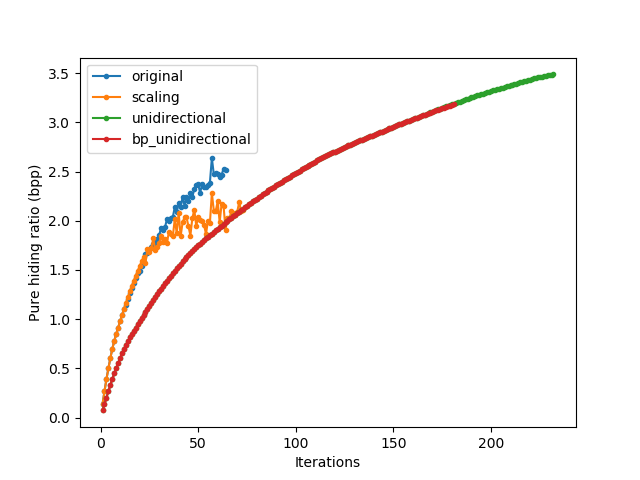 original
scaling
unidirectional
bp_unidirectional
3.5
3.0
2.5
2.0
1.5
1.0
0.5
0.0
Pure hiding ratio (bpp)
0 50 100 150 200
Iterations